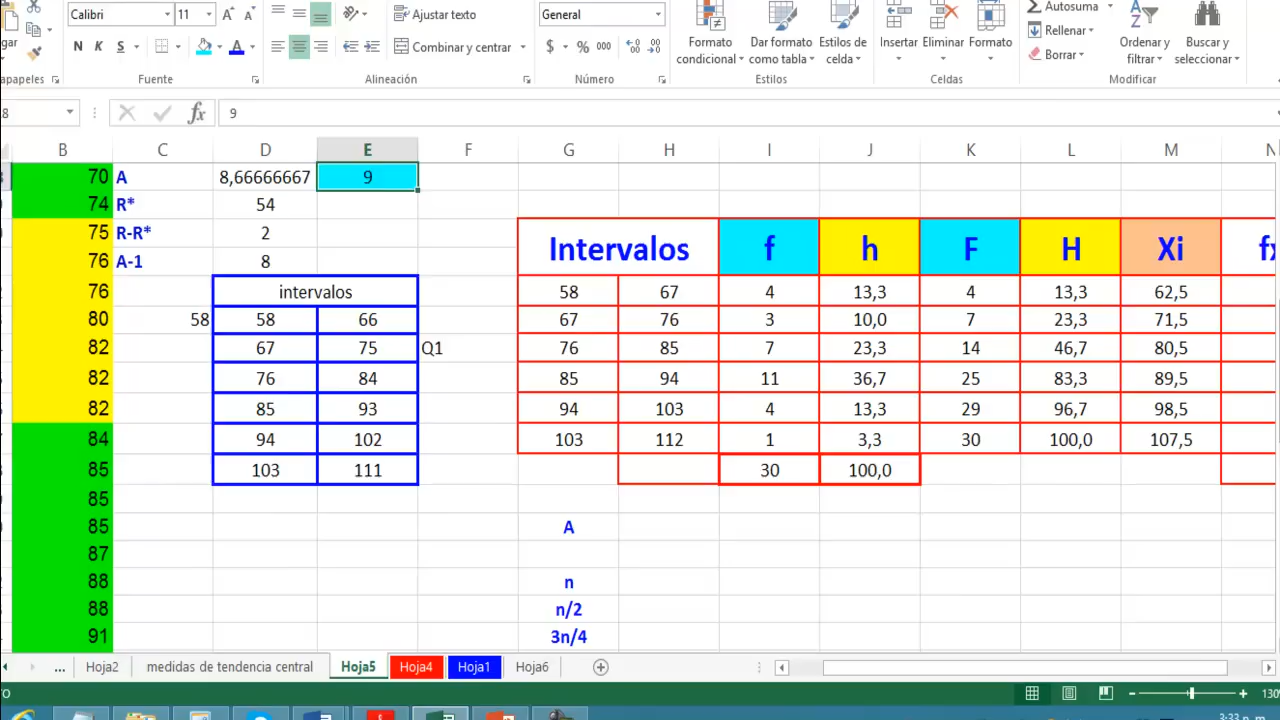 Calibri 11 Ajustar texto General Autosuma
N K S Combinar y centrar $ % 000 Formato condicional Dar formato como tabla Estilos de celda Insertar Eliminar Formato Rellenar Borrar Ordenar y filtrar Buscar y seleccionar
Fuente Alineación Número Estilos Celdas Modificar
fx 9
B C D E F G H I J K L M
70 A 8,66666667 9
74 R* 54
75 R-R* 2 Intervalos f h F H Xi
76 A-1 8
76 intervalos 58 67 4 13,3 4 13,3 62,5
80 58 58 66 67 76 3 10,0 7 23,3 71,5
82 67 75 Q1 76 85 7 23,3 14 46,7 80,5
82 76 84 85 94 11 36,7 25 83,3 89,5
82 85 93 94 103 4 13,3 29 96,7 98,5
84 94 102 103 112 1 3,3 30 100,0 107,5
85 103 111 30 100,0
85
85 A
87
88 n
88 n/2
91 3n/4
... Hoja2 medidas de tendencia central Hoja5 Hoja4 Hoja1 Hoja6
3:33 p. m.